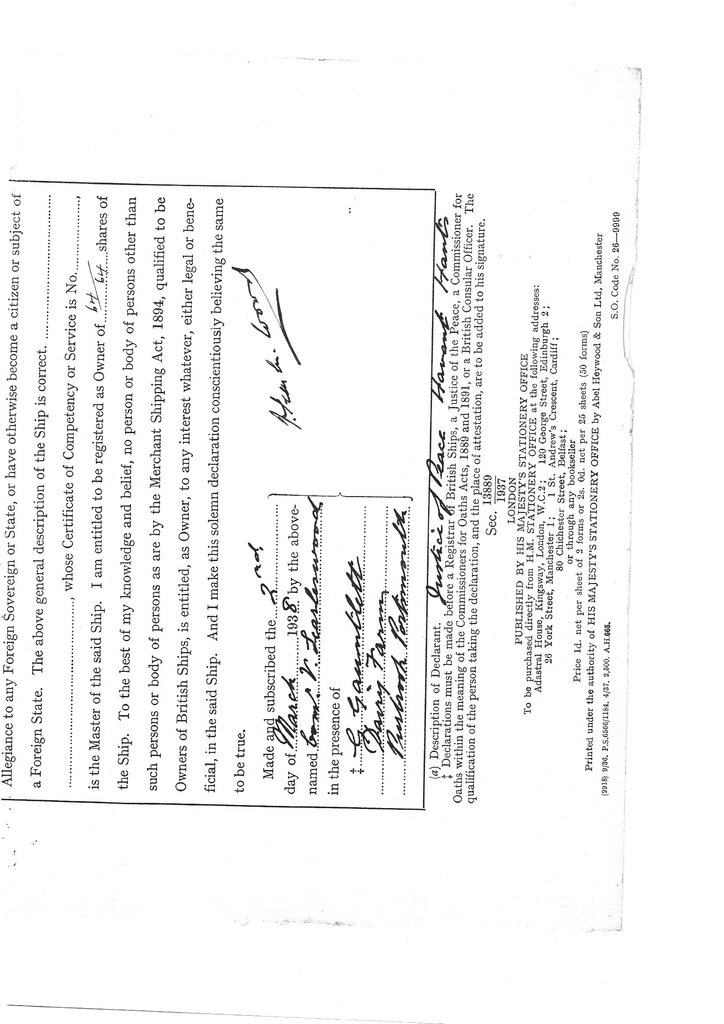 Allegiance to any Foreign Sovereign or State, or have otherwise become a citizen or subject of
a Foreign State. The above general description of the Ship is correct. ....................
...................., whose Certificate of Competency or Service is No...............,
is the Master of the said Ship. I am entitled to be registered as Owner of 64/64 shares of
the Ship. To the best of my knowledge and belief, no person or body of persons other than
such persons or body of persons as are by the Merchant Shipping Act, 1894, qualified to be
Owners of British Ships, is entitled, as Owner, to any interest whatever, either legal or bene-
ficial, in the said Ship. And I make this solemn declaration conscientiously believing the same
to be true.
Made and subscribed the 2nd
day of March 1938 by the above-
named
in the presence of
‡ Gauntlett
Dairy Farm
Purbrook Portsmouth
(a) Description of Declarant. Justice of Peace Havant Hants
‡ Declarations must be made before a Registrar of British Ships, a Justice of the Peace, a Commissioner for
Oaths within the meaning of the Commissioners for Oaths Acts, 1889 and 1891, or a British Consular Officer. The
qualification of the person taking the declaration, and the place of attestation, are to be added to his signature.
Sec. 13889
1937
LONDON
PUBLISHED BY HIS MAJESTY'S STATIONERY OFFICE
To be purchased directly from H.M. STATIONERY OFFICE at the following addresses:
Adastral House, Kingsway, London, W.C.2; 120 George Street, Edinburgh 2;
26 York Street, Manchester 1; 1 St. Andrew's Crescent, Cardiff;
80 Chichester Street, Belfast;
or through any bookseller
Price 1d. net per sheet of 2 forms or 2s. 6d. net per 25 sheets (50 forms)
Printed under the authority of HIS MAJESTY'S STATIONERY OFFICE by Abel Heywood & Son Ltd, Manchester
(2918) 9/36. P.S.6566/1184. 4/37. 2,500. A.H.665.
S.O. Code No. 26—9999